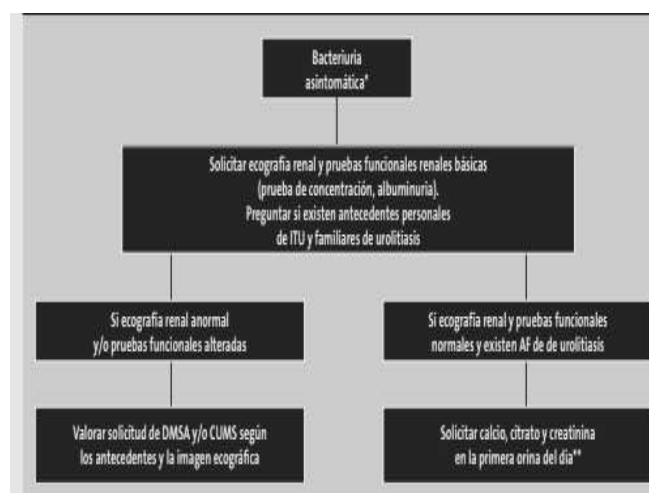 Bacteriuria
asintomática*
Solicitar ecografía renal y pruebas funcionales renales básicas
(prueba de concentración, albuminuria).
Preguntar si existen antecedentes personales
de ITU y familiares de urolitiasis
Si ecografía renal anormal
y/o pruebas funcionales alteradas
Si ecografía renal y pruebas funcionales
normales y existen AF de de urolitiasis
Valorar solicitud de DMSA y/o CUMS según
los antecedentes y la imagen ecográfica
Solicitar calcio, citrato y creatinina
en la primera orina del día**